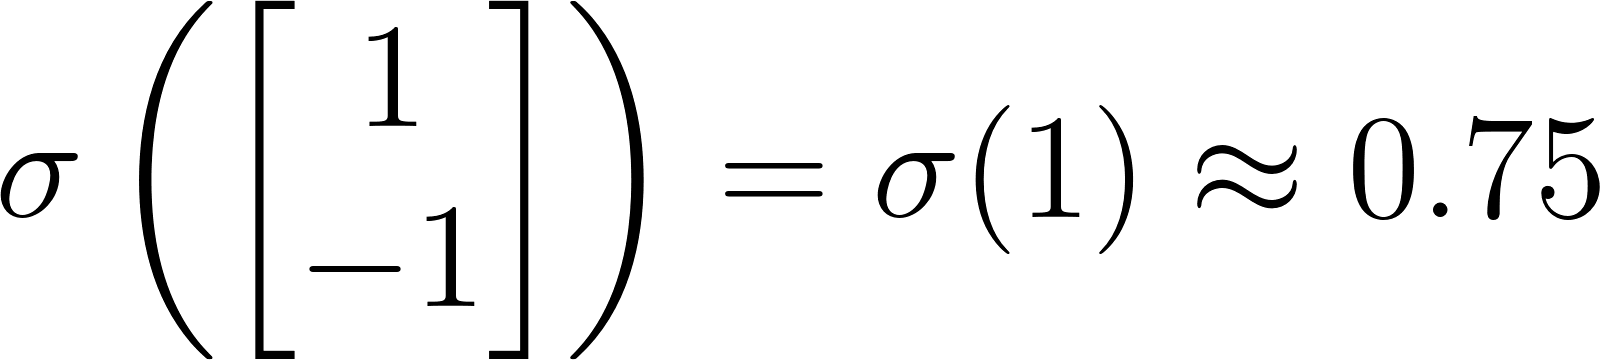 σ([1 −1]) = σ(1) ≈ 0.75